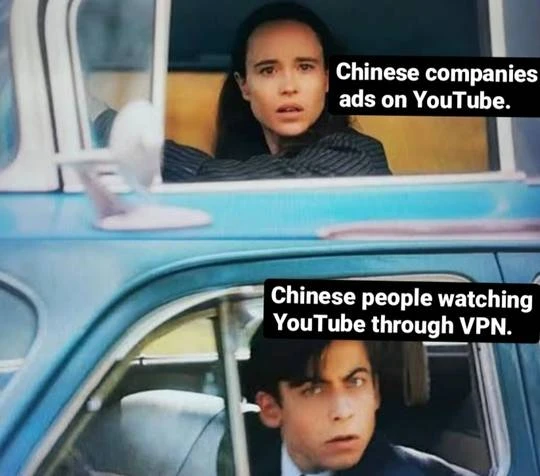 Chinese companies
ads on YouTube.
Chinese people watching
YouTube through VPN.